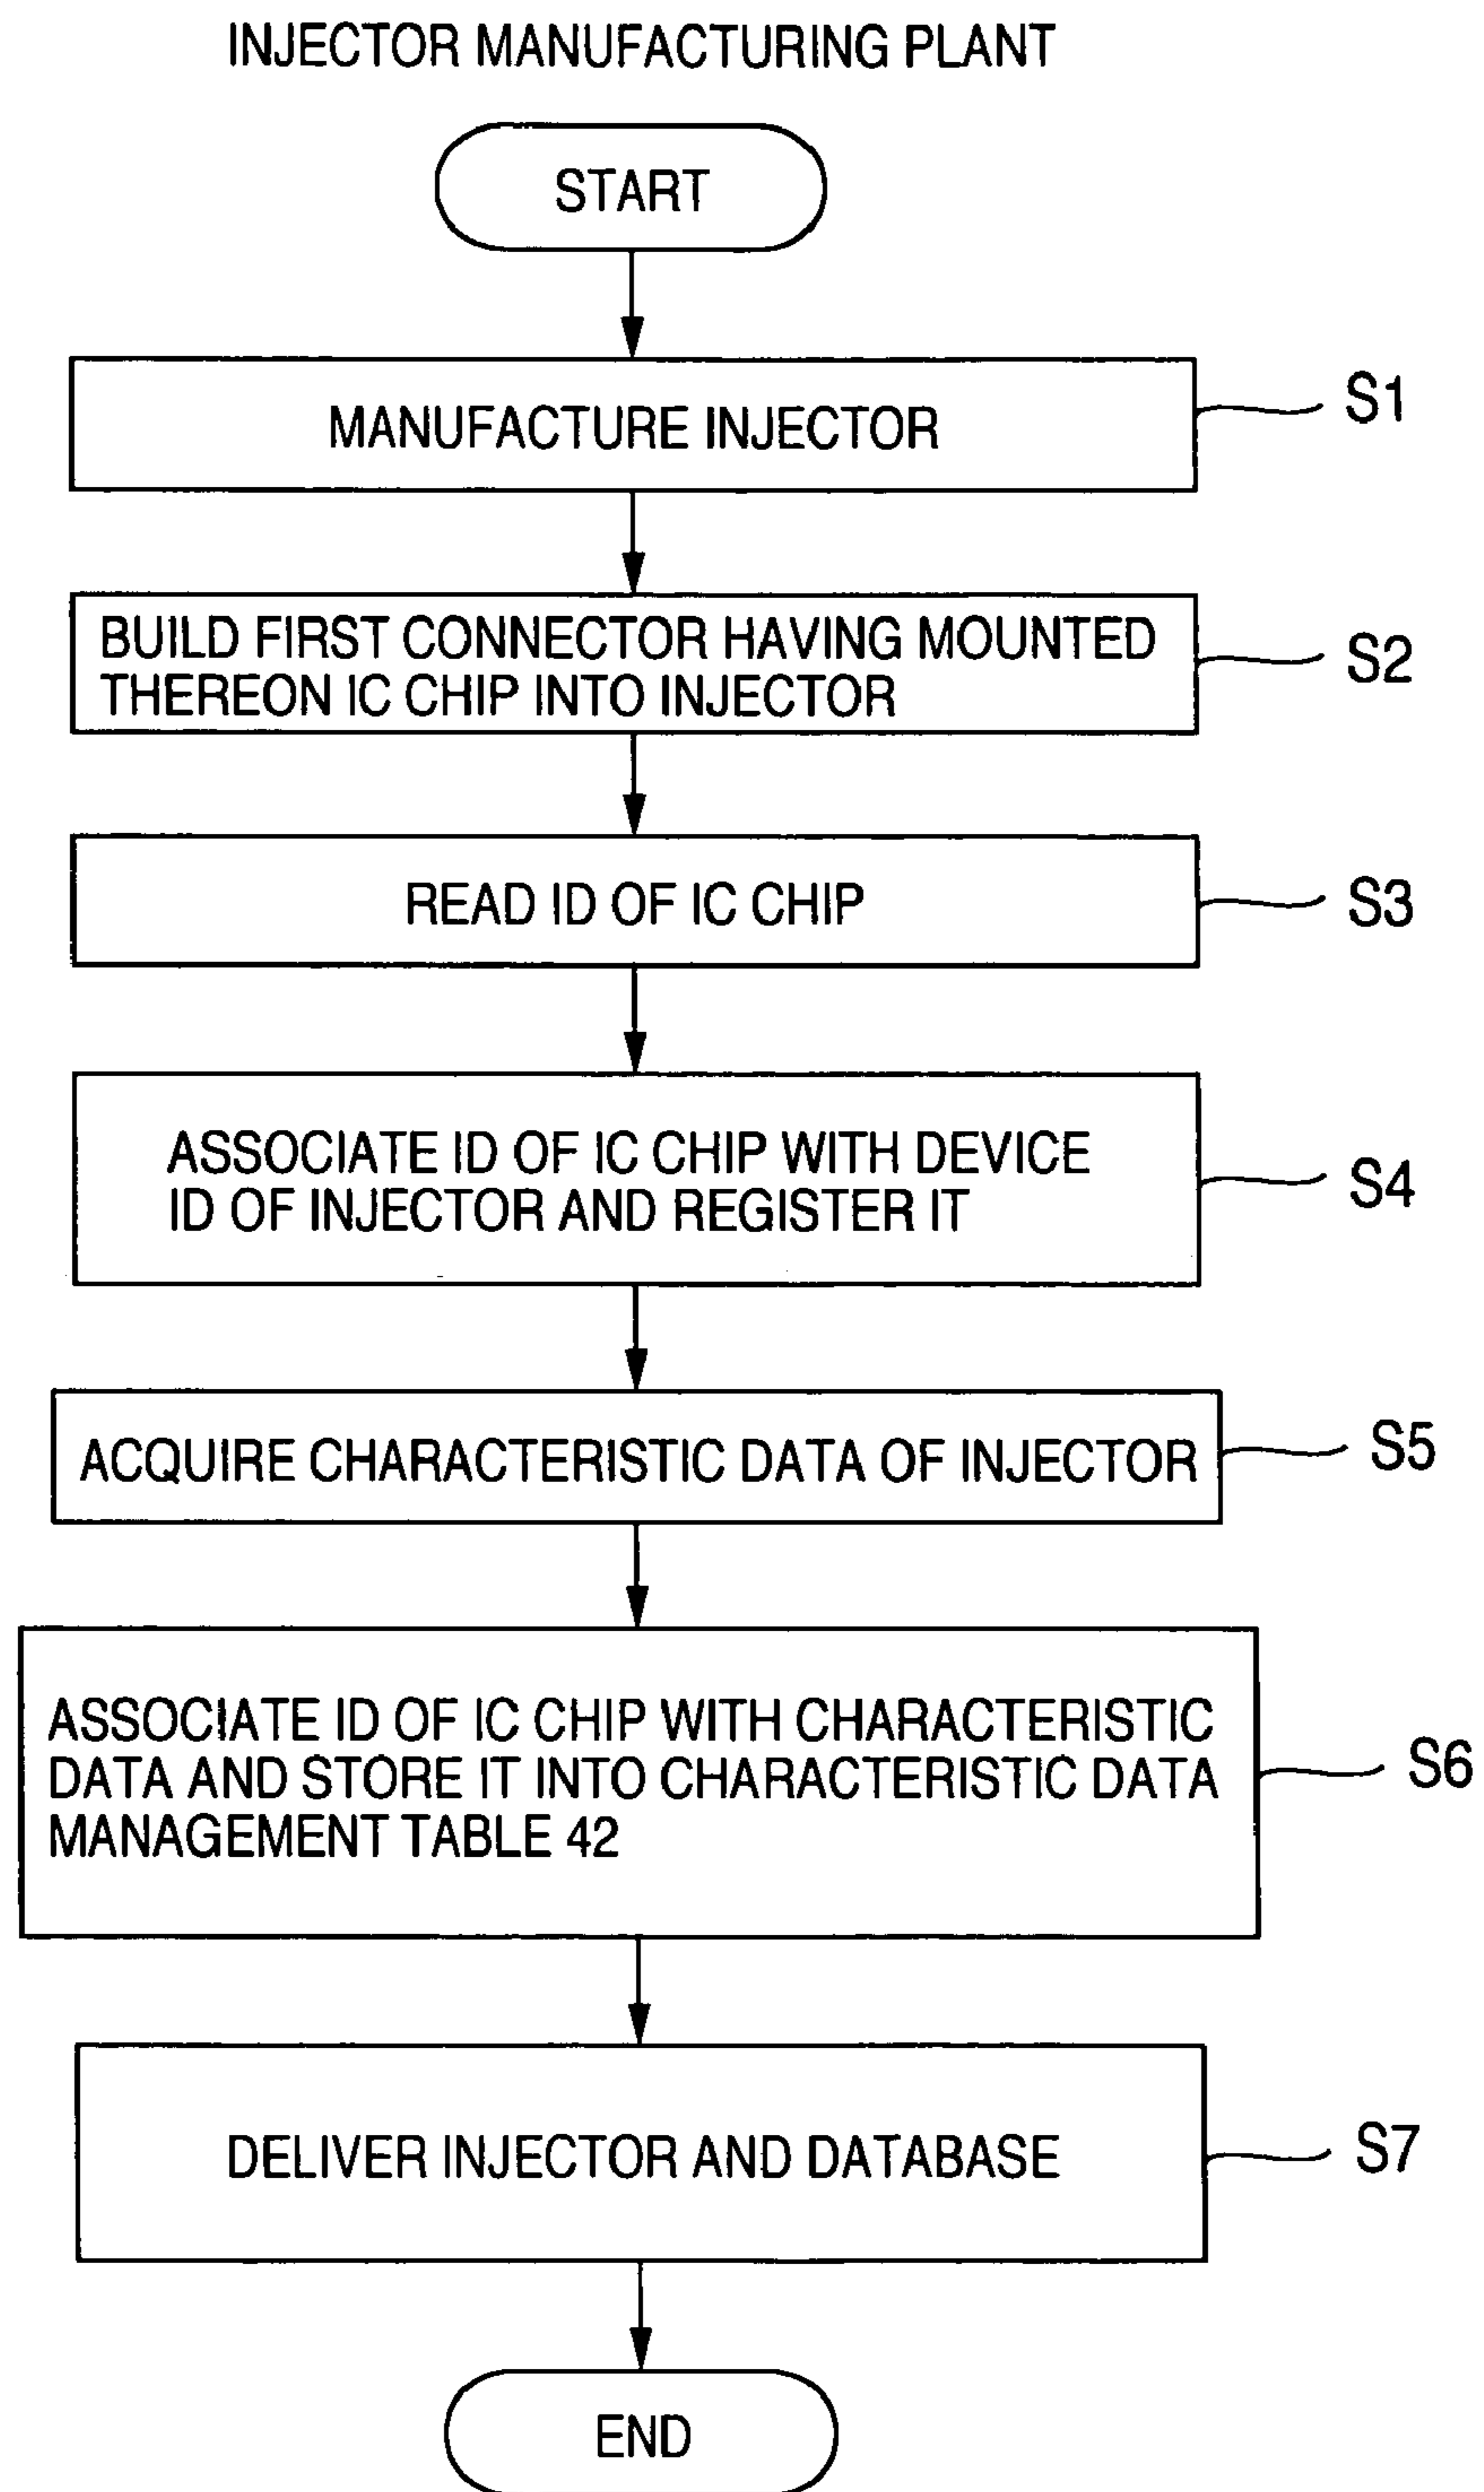 INJECTOR MANUFACTURING PLANT
START
MANUFACTURE INJECTOR
S1
BUILD FIRST CONNECTOR HAVING MOUNTED
THEREON IC CHIP INTO INJECTOR
S2
READ ID OF IC CHIP
S3
ASSOCIATE ID OF IC CHIP WITH DEVICE
ID OF INJECTOR AND REGISTER IT
S4
ACQUIRE CHARACTERISTIC DATA OF INJECTOR
S5
ASSOCIATE ID OF IC CHIP WITH CHARACTERISTIC
DATA AND STORE IT INTO CHARACTERISTIC DATA
MANAGEMENT TABLE 42
S6
DELIVER INJECTOR AND DATABASE
S7
END